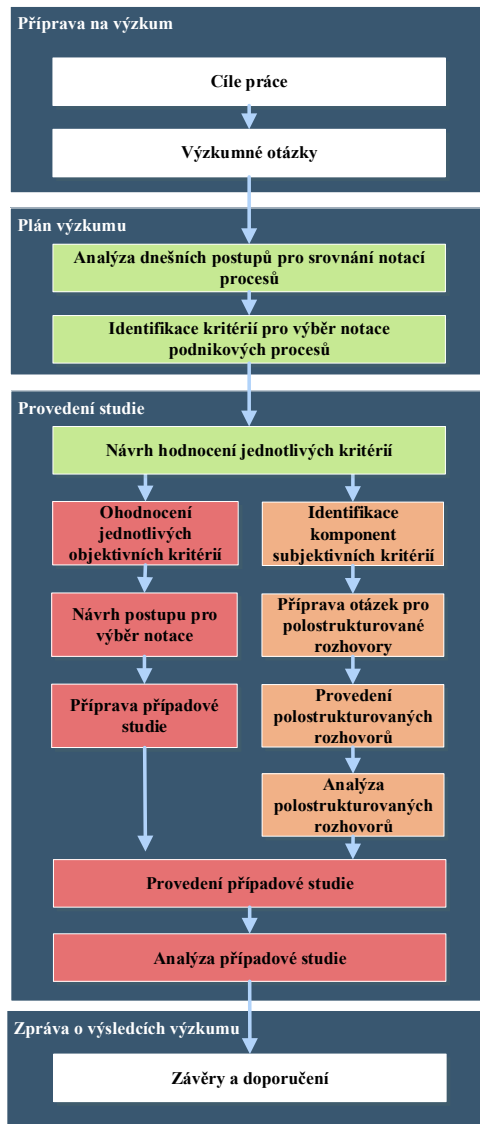 Příprava na výzkum
Cíle práce
Výzkumné otázky
Plán výzkumu
Analýza dnešních postupů pro srovnání notací
procesů
Identifikace kritérií pro výběr notace
podnikových procesů
Provedení studie
Návrh hodnocení jednotlivých kritérií
Ohodnocení
jednotlivých
objektivních kritérií
Návrh postupu pro
výběr notace
Příprava případové
studie
Identifikace
komponent
subjektivních kritérií
Příprava otázek pro
polostrukturované
rozhovory
Provedení
polostrukturovaných
rozhovorů
Analýza
polostrukturovaných
rozhovorů
Provedení případové studie
Analýza případové studie
Zpráva o výsledcích výzkumu
Závěry a doporučení